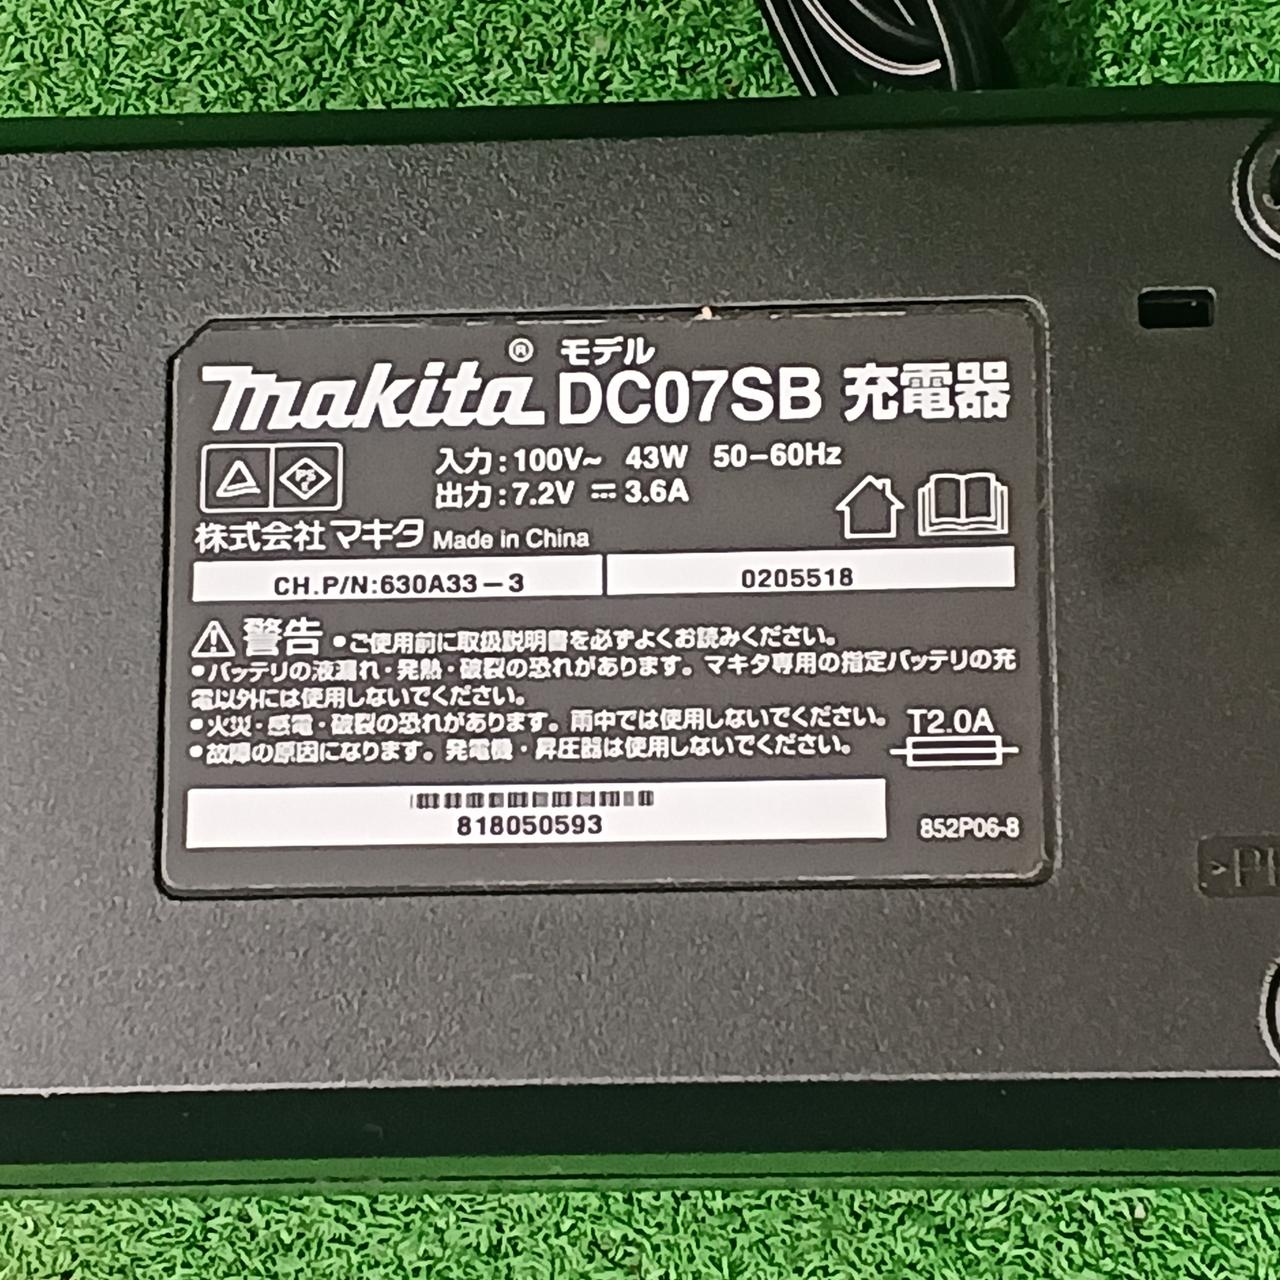 makita® モデル
DC07SB 充電器
入力:100V~ 43W 50-60Hz
出力:7.2V ⎓ 3.6A
PS
E
株式会社 マキタ Made in China
CH.P/N:630A33-3 0205518
⚠警告 •ご使用前に取扱説明書を必ずよくお読みください。
•バッテリの液漏れ・発熱・破裂の恐れがあります。マキタ専用の指定バッテリの充
電以外には使用しないでください。
•火災・感電・破裂の恐れがあります。雨中では使用しないでください。
•故障の原因になります。発電機・昇圧器は使用しないでください。
T2.0A
818050593
852P06-8